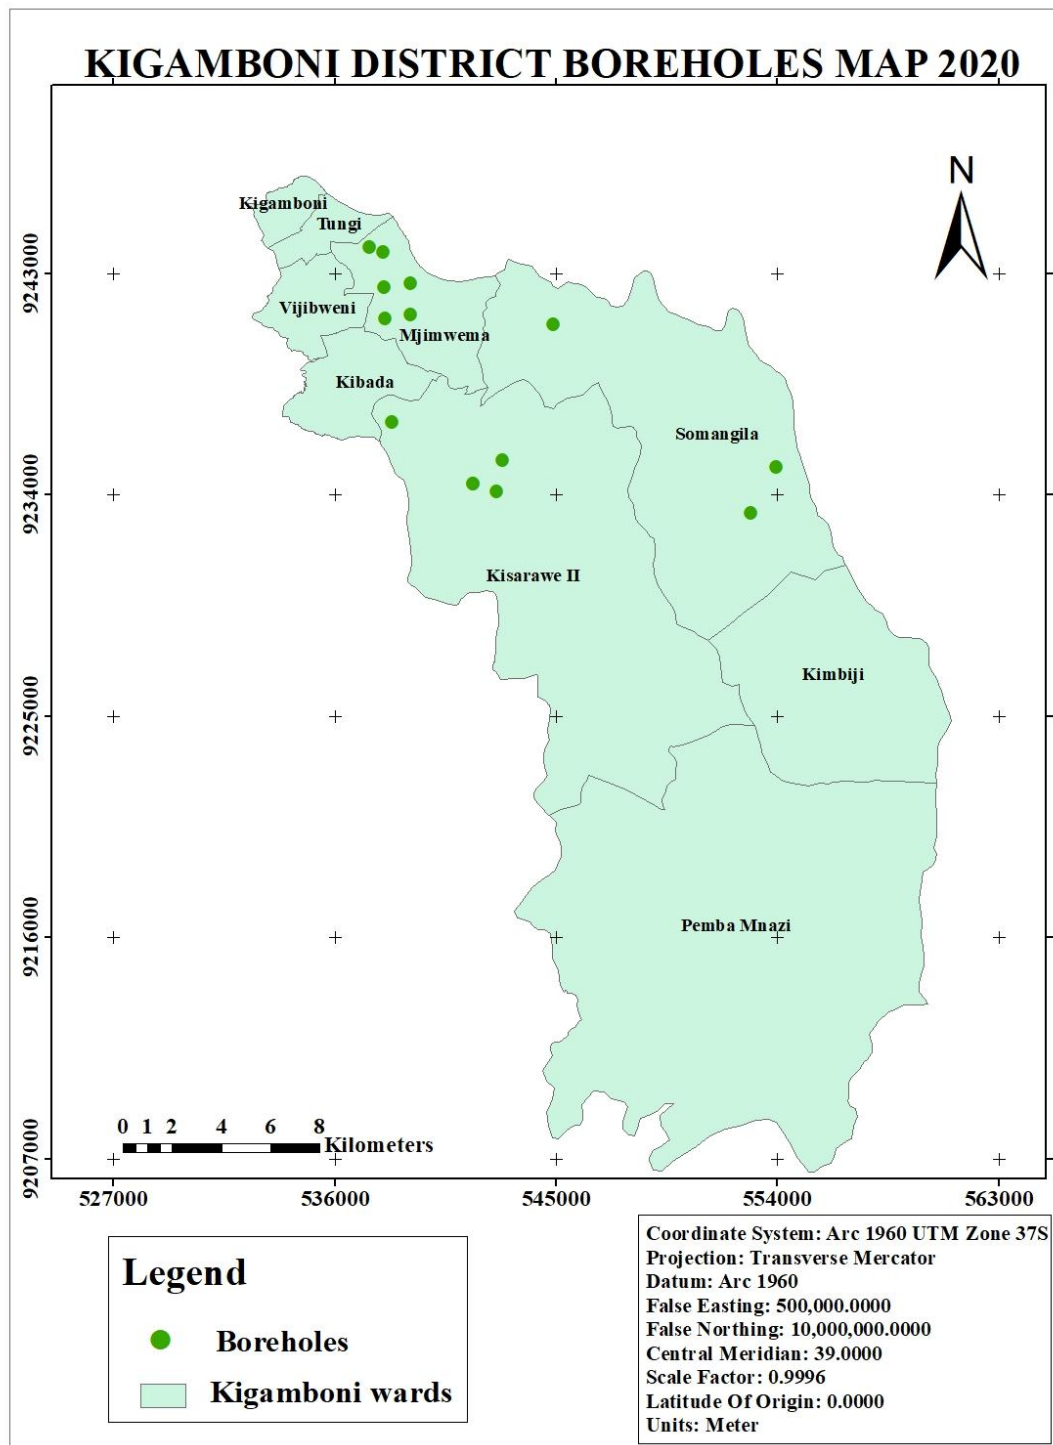 KIGAMBONI DISTRICT BOREHOLES MAP 2020
N
Kigamboni
Tungi
9243000
Vijibweni
Mjimwema
Kibada
Somangila
9234000
Kisarawe II
Kimbiji
9225000
Pemba Mnazi
9216000
0 1 2 4 6 8
Kilometers
9207000
527000 536000 545000 554000 563000
Legend
Boreholes
Kigamboni wards
Coordinate System: Arc 1960 UTM Zone 37S
Projection: Transverse Mercator
Datum: Arc 1960
False Easting: 500,000.0000
False Northing: 10,000,000.0000
Central Meridian: 39.0000
Scale Factor: 0.9996
Latitude Of Origin: 0.0000
Units: Meter